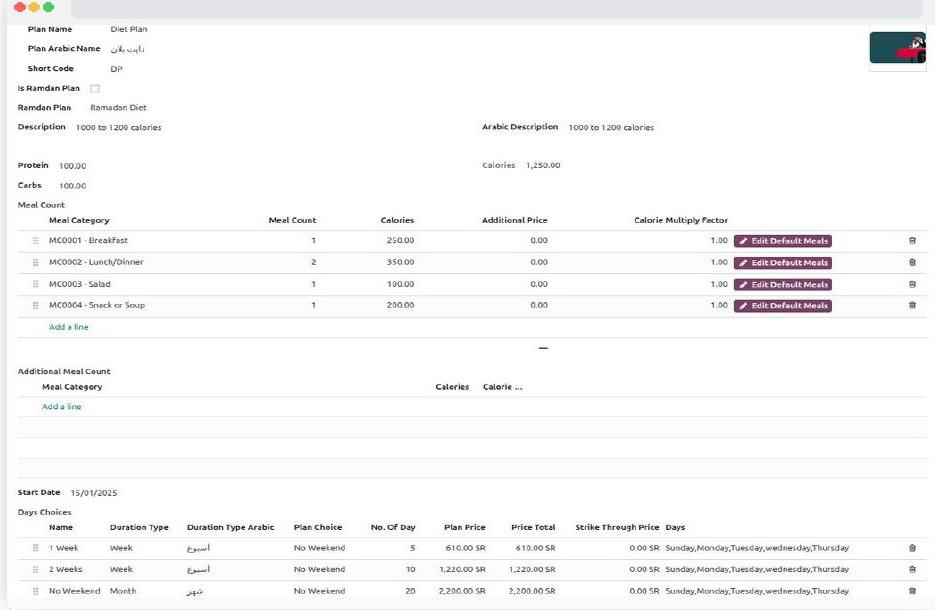 Plan Name Diet Plan
Plan Arabic Name دايت بلان
Short Code DP
Is Ramdan Plan
Ramdan Plan Ramadan Diet
Description 1000 to 1200 calories Arabic Description 1000 to 1200 calories
Protein 100.00 Calories 1,250.00
Carbs 100.00
Meal Count
Meal Category Meal Count Calories Additional Price Calorie Multiply Factor
MC0001 - BreakFast 1 250.00 0.00 1.00 Edit Default Meals
MC0002 - Lunch/Dinner 2 350.00 0.00 1.00 Edit Default Meals
MC0003 - Salad 1 100.00 0.00 1.00 Edit Default Meals
MC0004 - Snack or Soup 1 200.00 0.00 1.00 Edit Default Meals
Add a line
Additional Meal Count
Meal Category Calories Calorie ...
Add a line
Start Date 15/01/2025
Days Choices
Name Duration Type Duration Type Arabic Plan Choice No. Of Day Plan Price Price Total Strike Through Price Days
1 Week Week أسبوع No Weekend 5 610.00 SR 610.00 SR 0.00 SR Sunday,Monday,Tuesday,wednesday,Thursday
2 Weeks Week أسبوع No Weekend 10 1,220.00 SR 1,220.00 SR 0.00 SR Sunday,Monday,Tuesday,wednesday,Thursday
No Weekend Month شهر No Weekend 20 2,200.00 SR 2,200.00 SR 0.00 SR Sunday,Monday,Tuesday,wednesday,Thursday